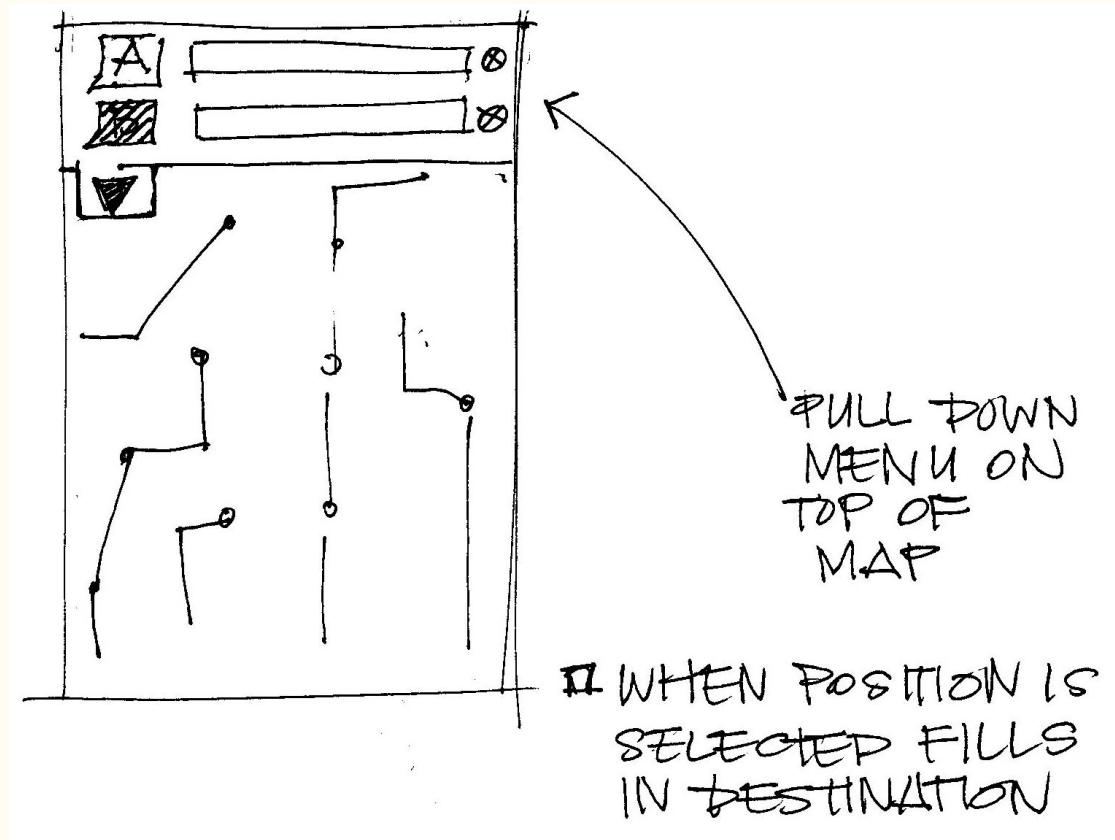 A
PULL DOWN
MENU ON
TOP OF
MAP
WHEN POSITION IS
SELECTED FILLS
IN DESTINATION